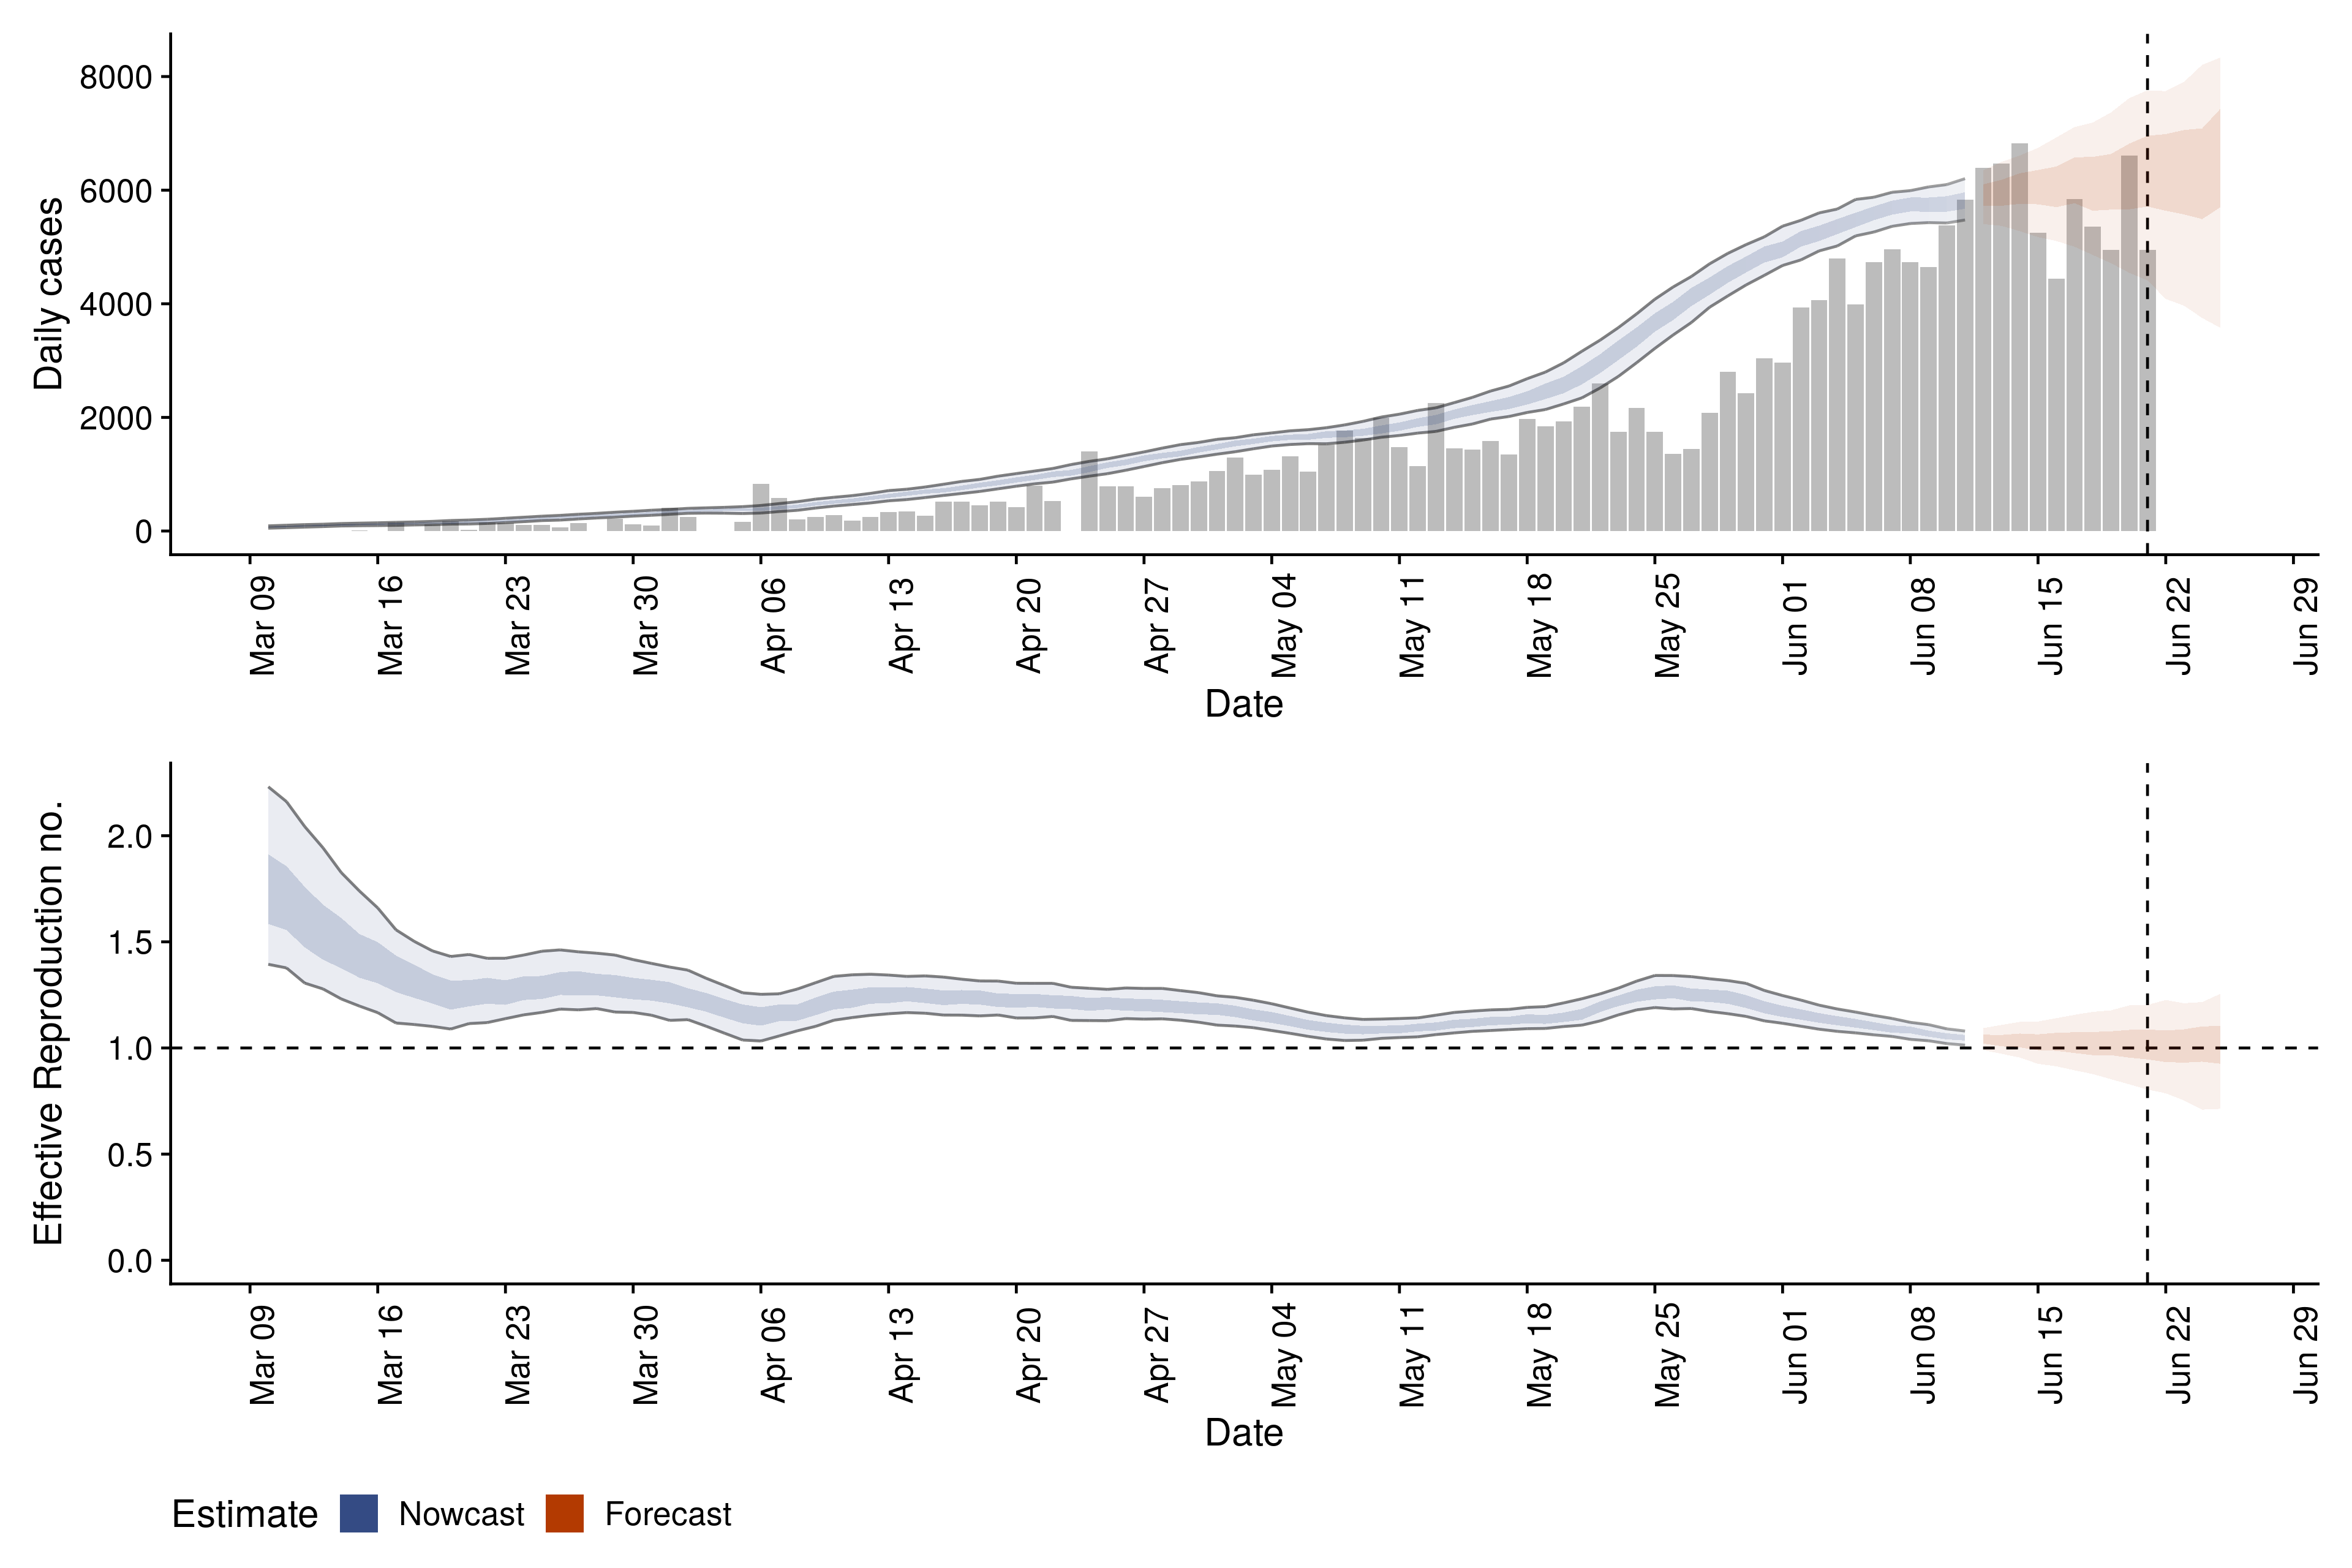 Daily cases
8000
6000
4000
2000
0
Mar 09
Mar 16
Mar 23
Mar 30
Apr 06
Apr 13
Apr 20
Apr 27
May 04
May 11
May 18
May 25
Jun 01
Jun 08
Jun 15
Jun 22
Jun 29
Date
Effective Reproduction no.
2.0
1.5
1.0
0.5
0.0
Mar 09
Mar 16
Mar 23
Mar 30
Apr 06
Apr 13
Apr 20
Apr 27
May 04
May 11
May 18
May 25
Jun 01
Jun 08
Jun 15
Jun 22
Jun 29
Date
Estimate Nowcast Forecast